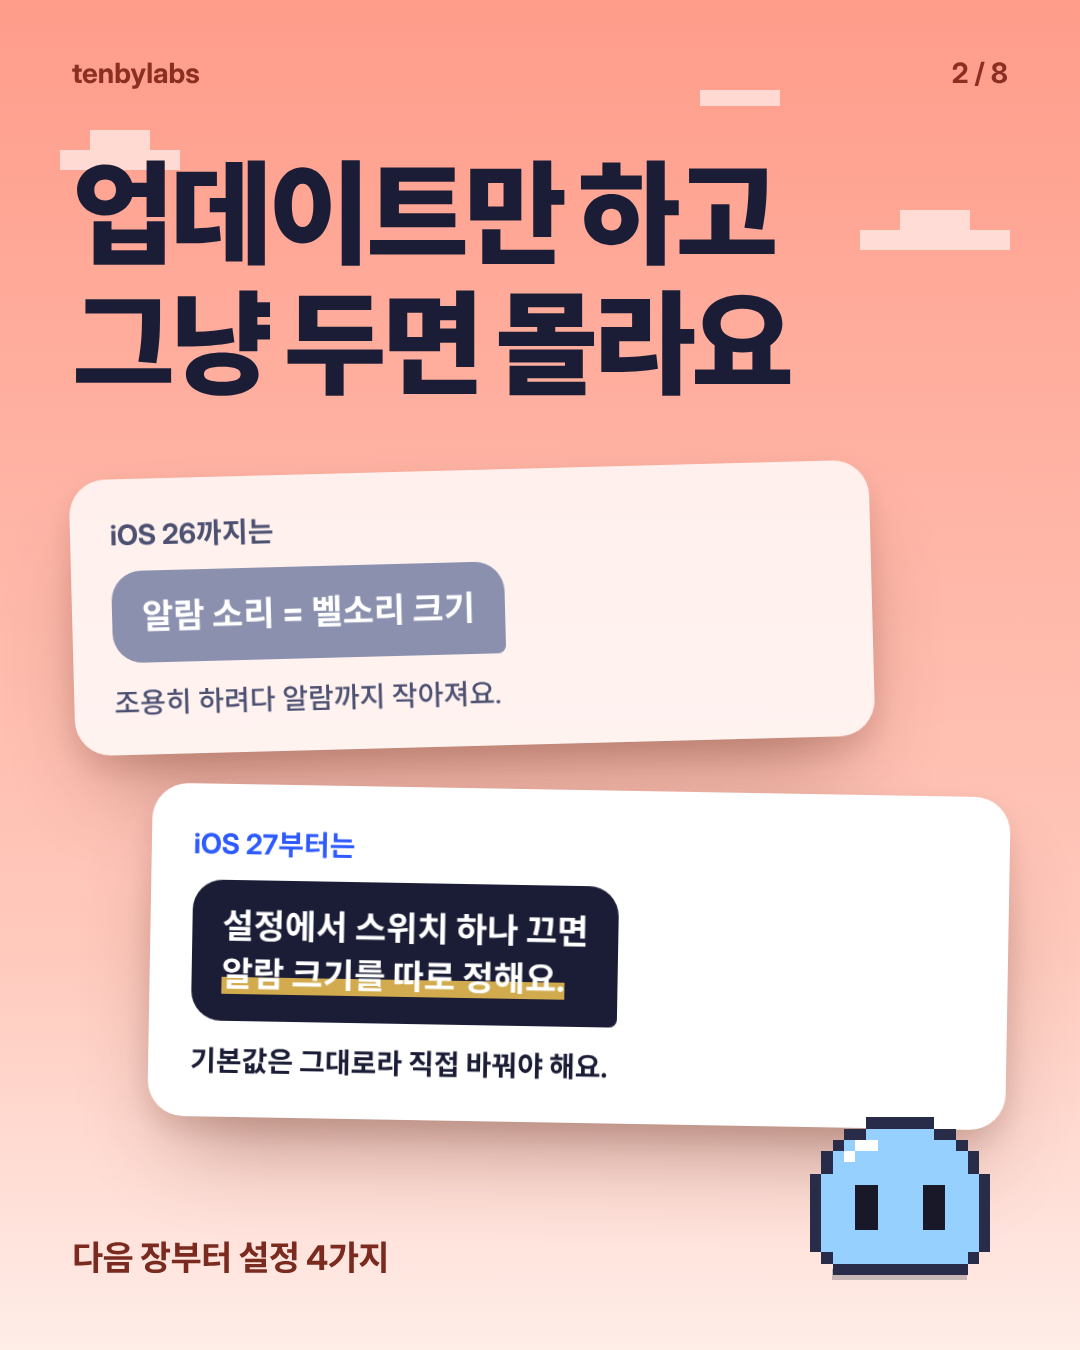 tenbylabs
2 / 8
업데이트만 하고
그냥 두면 몰라요
iOS 26까지는
알람 소리 = 벨소리 크기
조용히 하려다 알람까지 작아져요.
iOS 27부터는
설정에서 스위치 하나 끄면
알람 크기를 따로 정해요.
기본값은 그대로라 직접 바꿔야 해요.
다음 장부터 설정 4가지